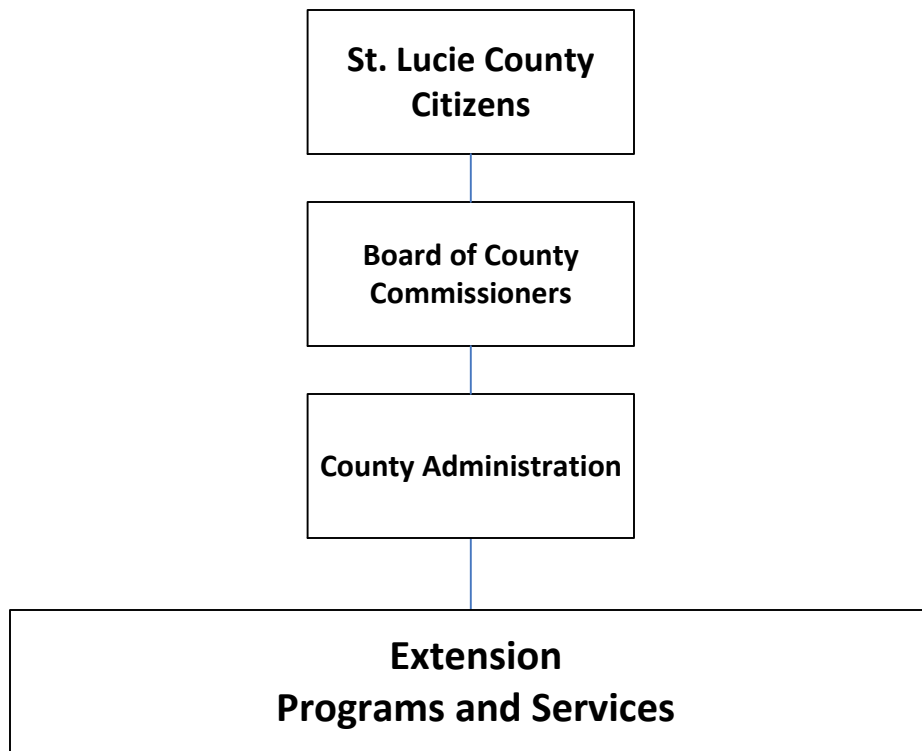 St. Lucie County
Citizens
Board of County
Commissioners
County Administration
Extension
Programs and Services